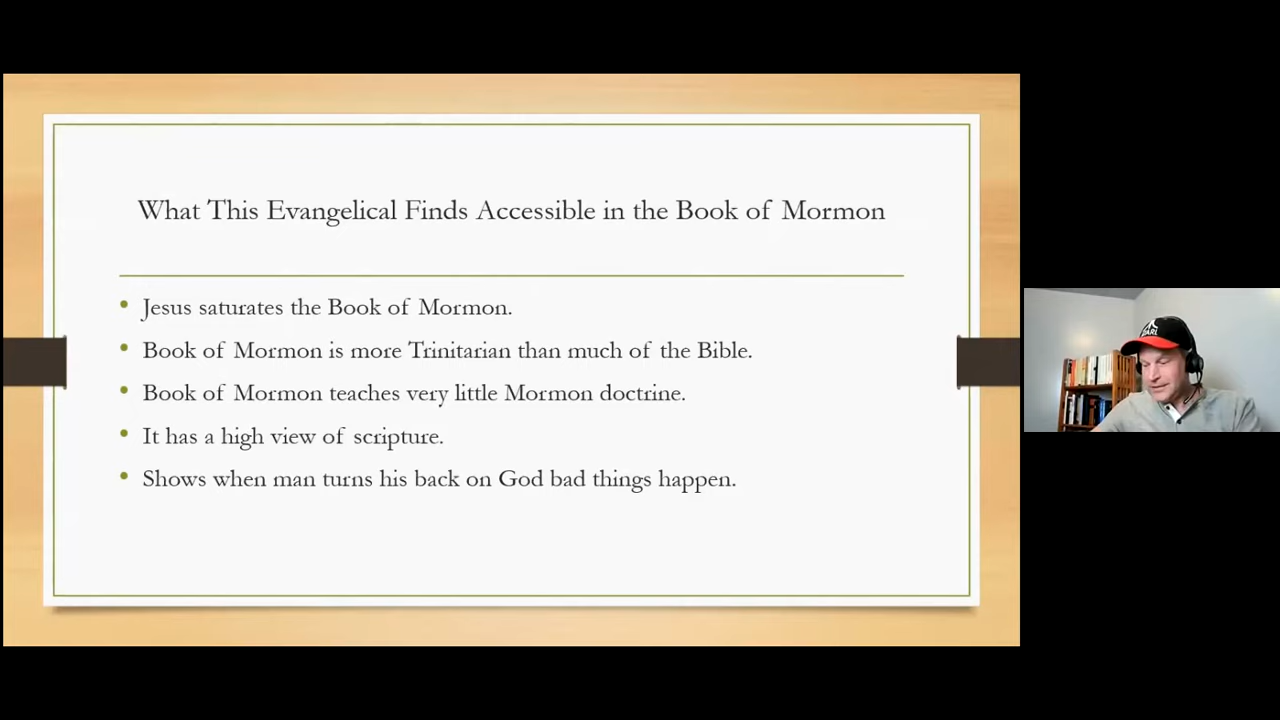 What This Evangelical Finds Accessible in the Book of Mormon
• Jesus saturates the Book of Mormon.
• Book of Mormon is more Trinitarian than much of the Bible.
• Book of Mormon teaches very little Mormon doctrine.
• It has a high view of scripture.
• Shows when man turns his back on God bad things happen.